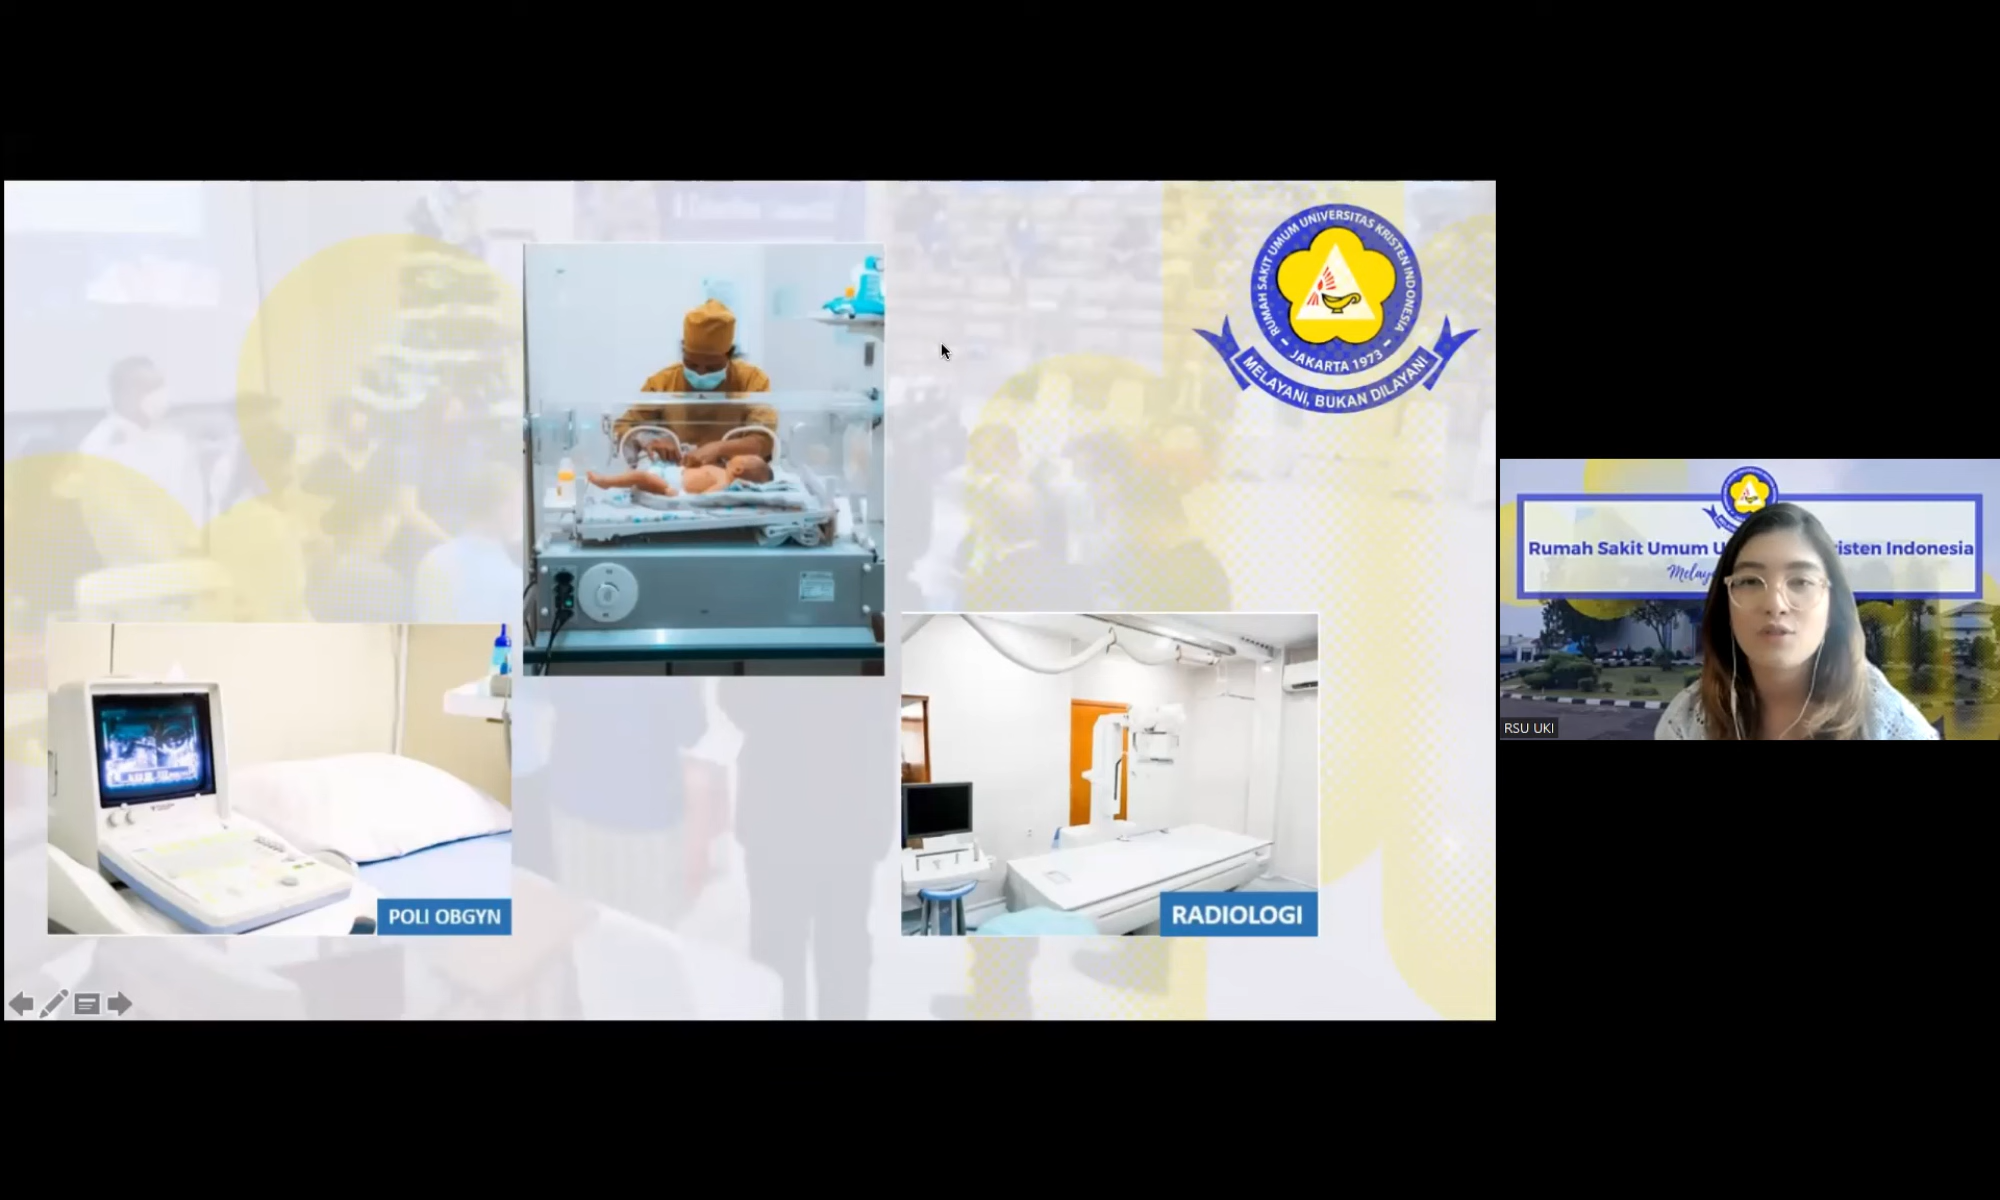 RUMAH SAKIT UMUM UNIVERSITAS KRISTEN INDONESIA
JAKARTA 1973
MELAYANI, BUKAN DILAYANI
POLI OBGYN
RADIOLOGI
Rumah Sakit Umum U risten Indonesia
Melay
RSU UKI